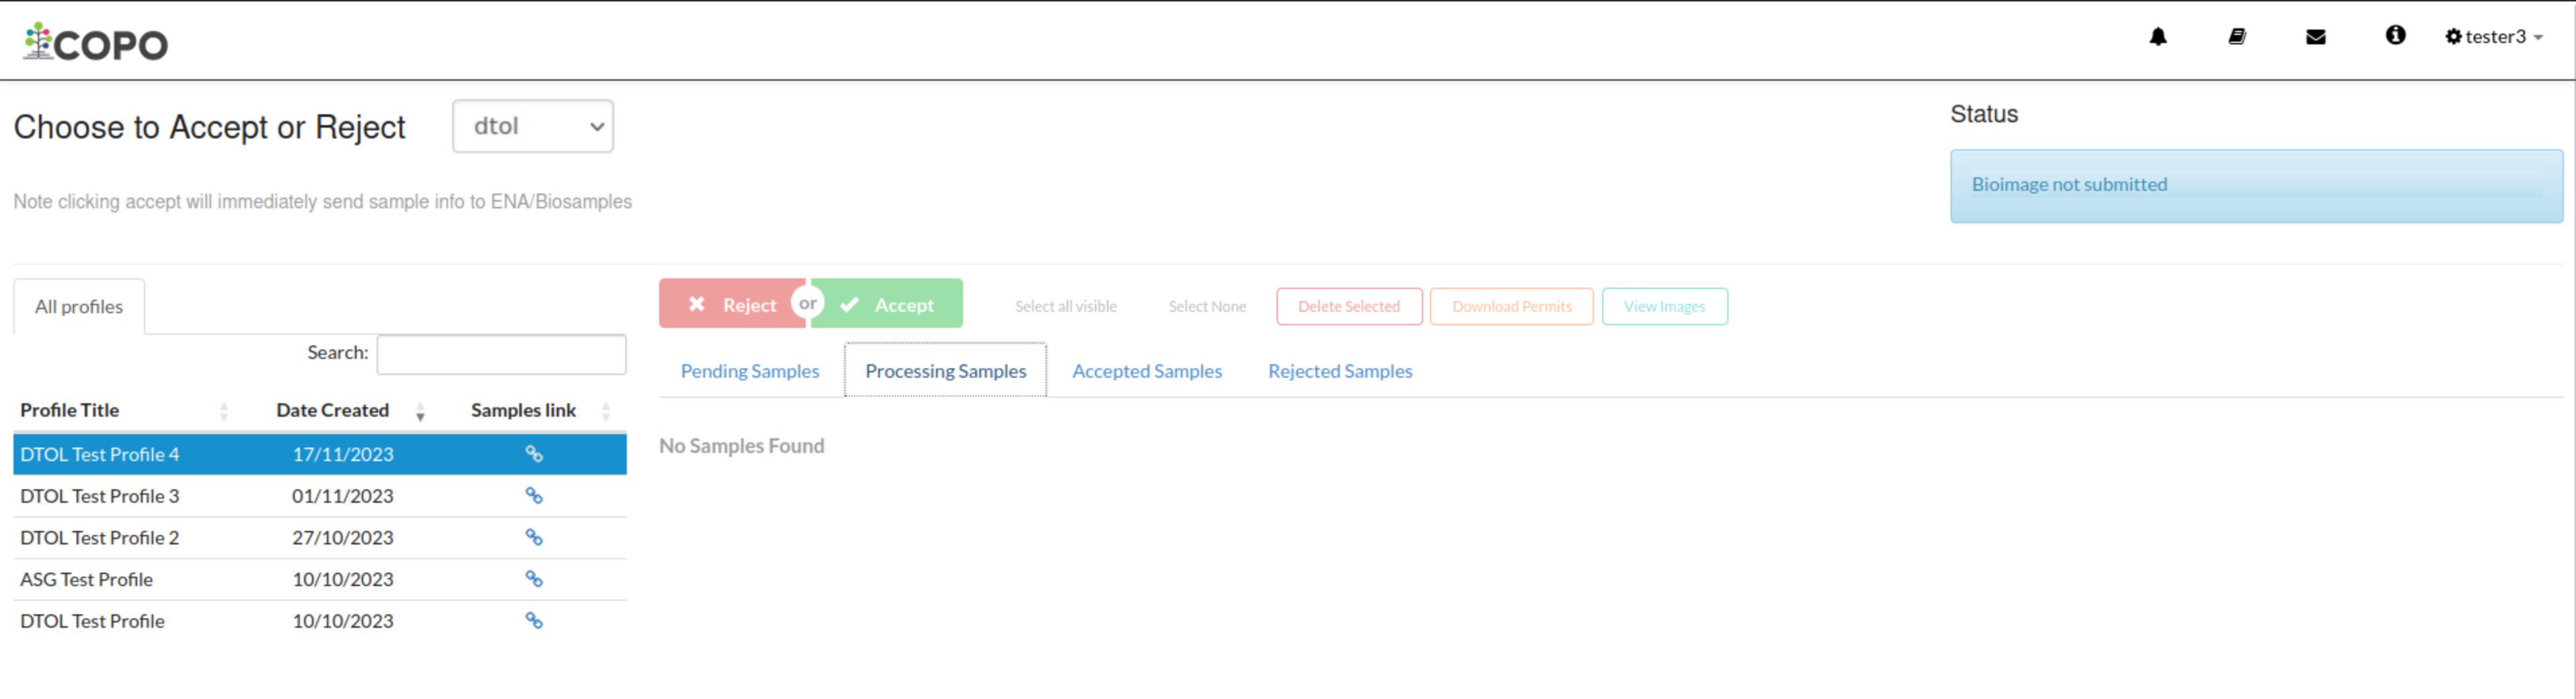 COPO
tester3
Choose to Accept or Reject
dtol
Status
Bioimage not submitted
Note clicking accept will immediately send sample info to ENA/Biosamples
All profiles
Search:
Profile Title Date Created Samples link
DTOL Test Profile 4 17/11/2023
DTOL Test Profile 3 01/11/2023
DTOL Test Profile 2 27/10/2023
ASG Test Profile 10/10/2023
DTOL Test Profile 10/10/2023
Reject or Accept Select all visible Select None Delete Selected Download Permits View Images
Pending Samples Processing Samples Accepted Samples Rejected Samples
No Samples Found